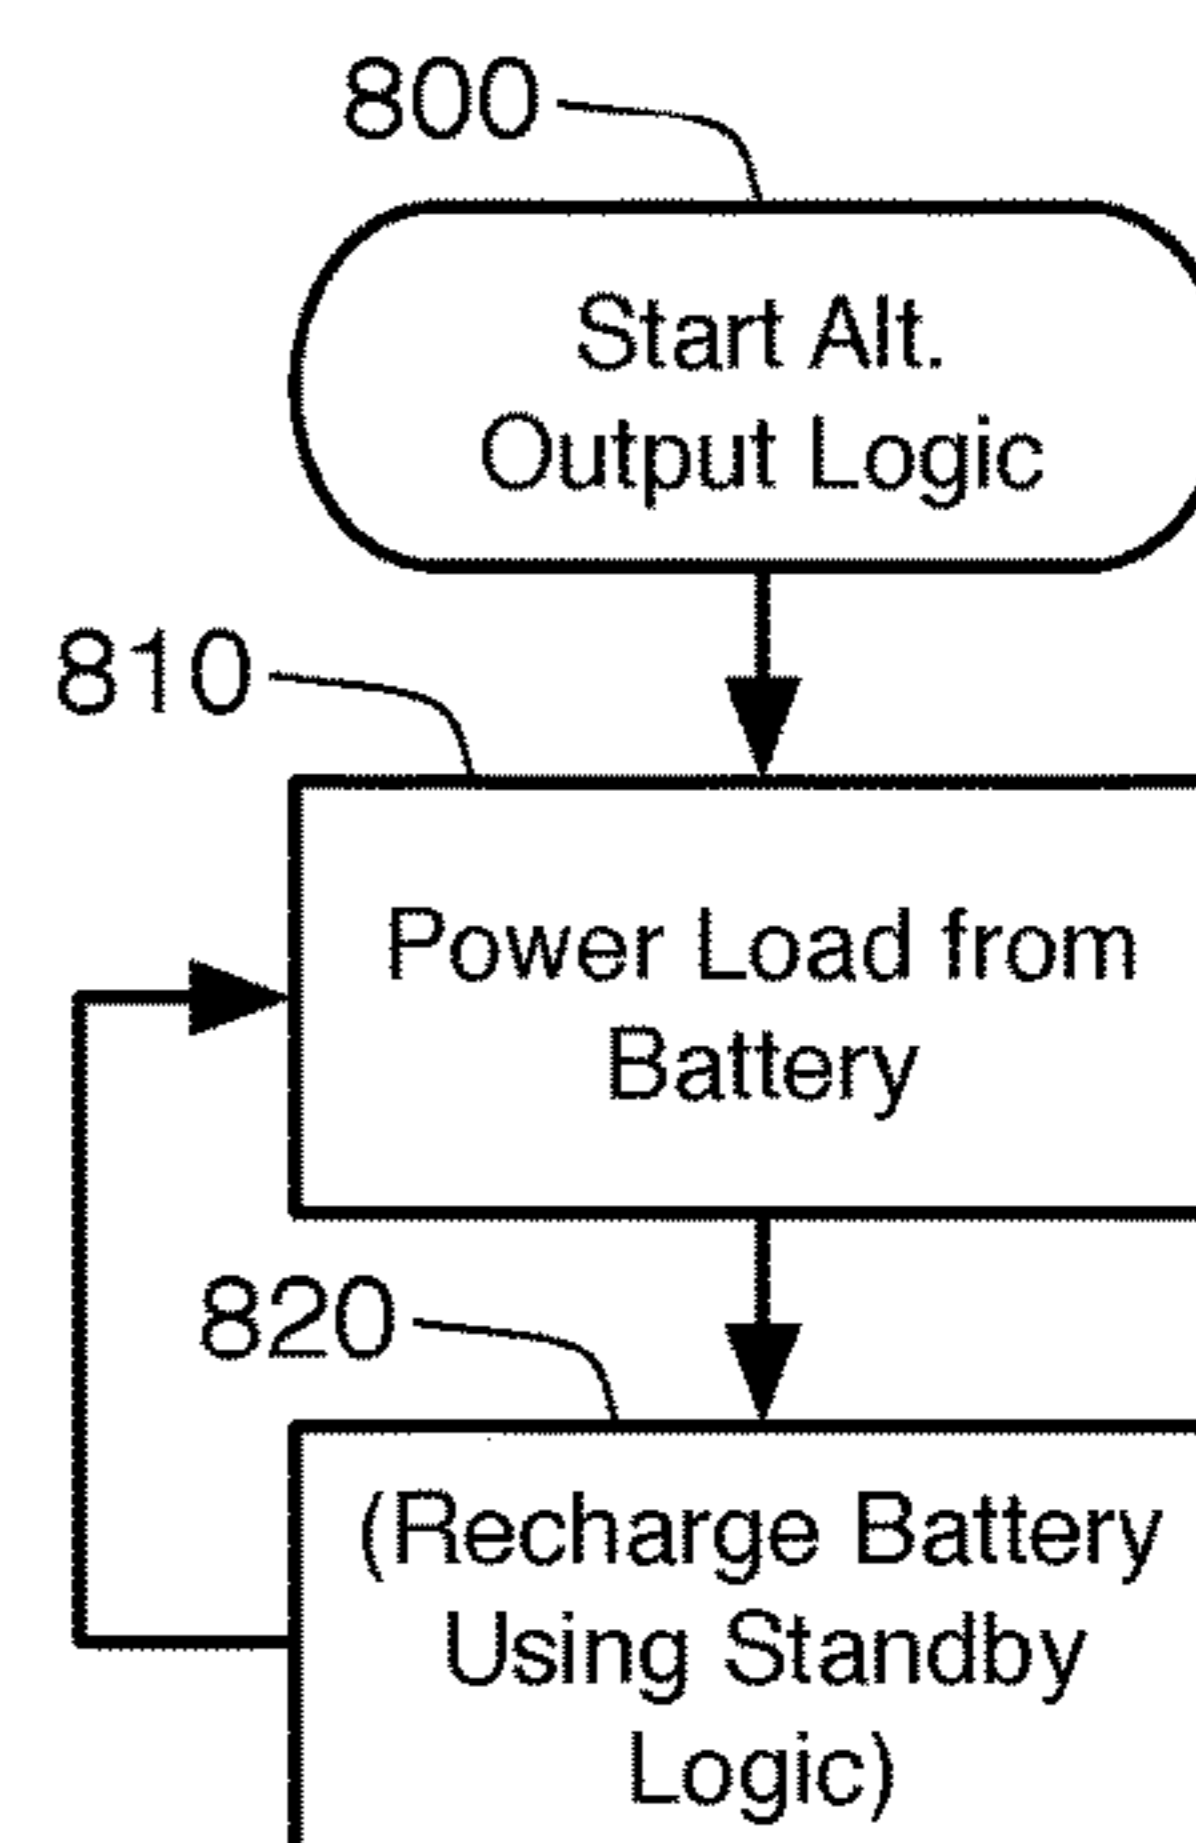 800
Start Alt.
Output Logic
810
Power Load from
Battery
820
(Recharge Battery
Using Standby
Logic)